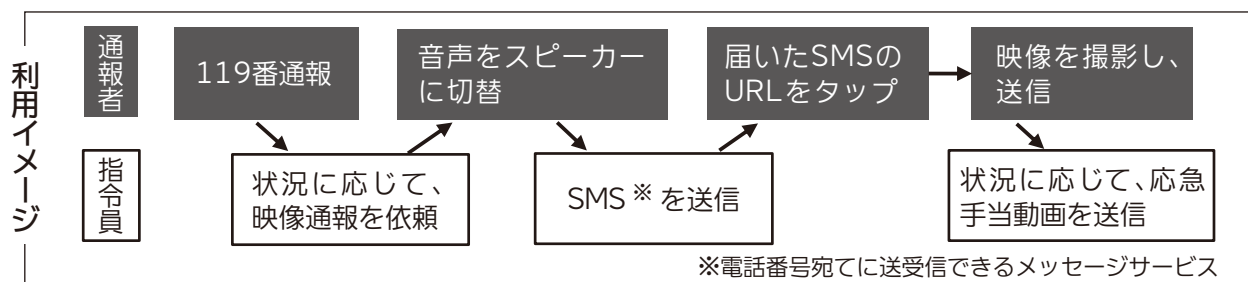 利用イメージ
通報者
119番通報
音声をスピーカー
に切替
届いたSMSの
URLをタップ
映像を撮影し、
送信
指令員
状況に応じて、
映像通報を依頼
SMS※を送信
状況に応じて、応急
手当動画を送信
※電話番号宛てに送受信できるメッセージサービス